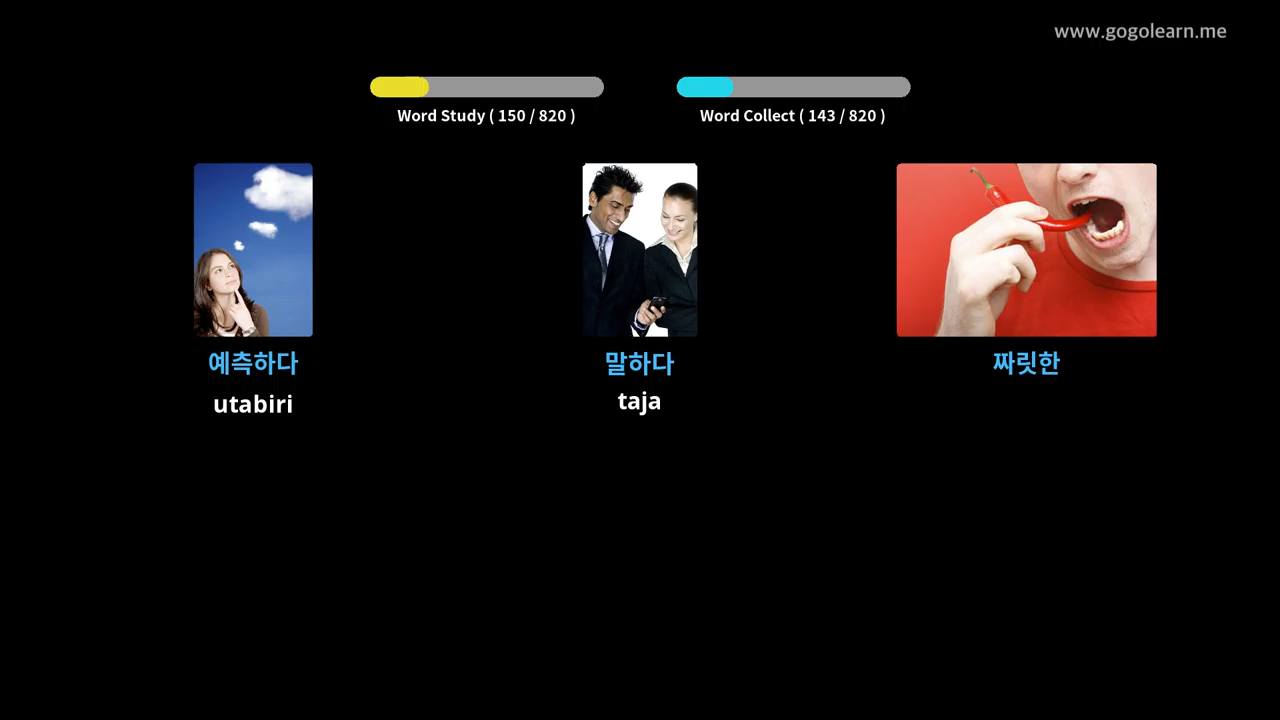 www.gogolearn.me
Word Study ( 150 / 820 )
Word Collect ( 143 / 820 )
예측하다
말하다
짜릿한
utabiri
taja